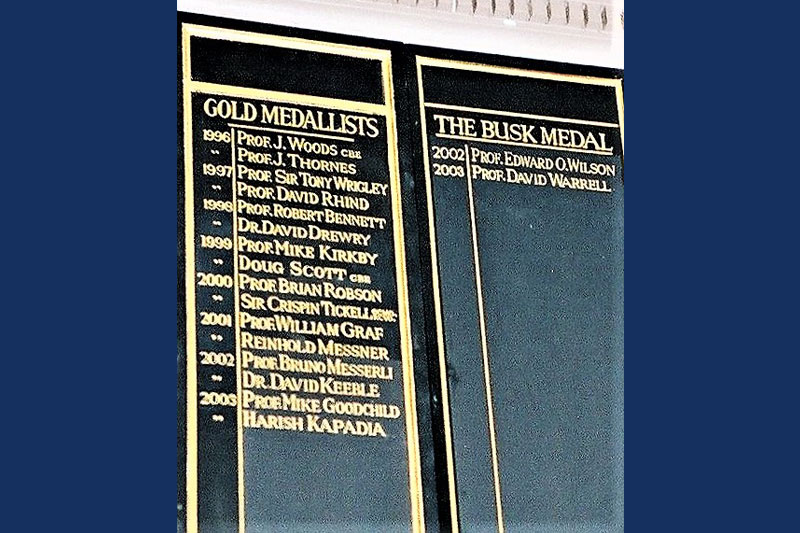 GOLD MEDALLISTS
1996 PROF. J. WOODS CBE
" PROF. J. THORNES
1997 PROF. SIR TONY WRIGLEY
" PROF. DAVID RHIND
1998 PROF. ROBERT BENNETT
" DR. DAVID DREWRY
1999 PROF. MIKE KIRKBY
" DOUG SCOTT CBE
2000 PROF. BRIAN ROBSON
" SIR CRISPIN TICKELL
2001 PROF. WILLIAM GRAF
" REINHOLD MESSNER
2002 PROF. BRUNO MESSERLI
" DR. DAVID KEEBLE
2003 PROF. MIKE GOODCHILD
" HARISH KAPADIA
THE BUSK MEDAL
2002 PROF. EDWARD O. WILSON
2003 PROF. DAVID WARRELL